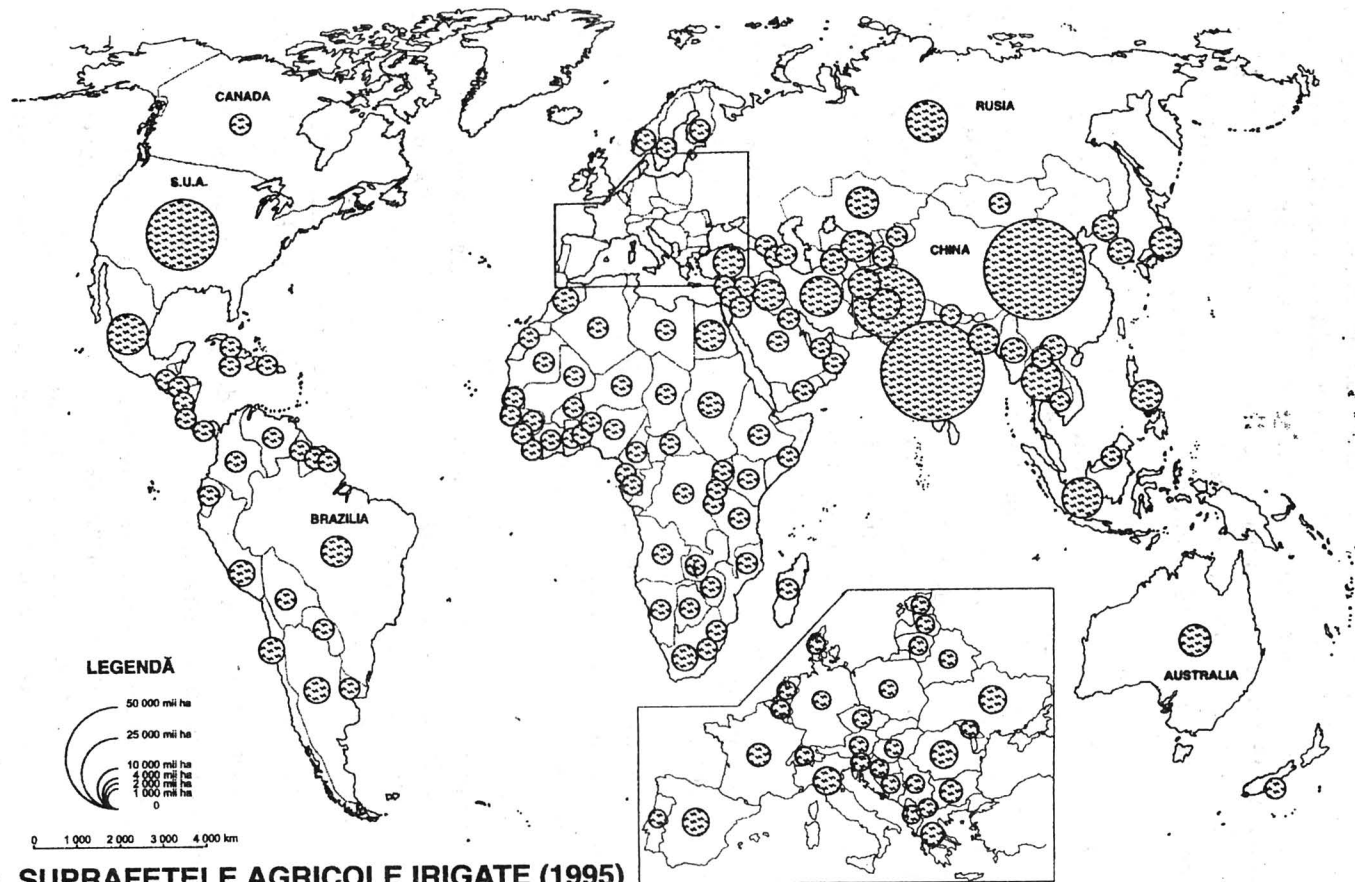 CANADA
RUSIA
S.U.A.
CHINA
BRAZILIA
AUSTRALIA
LEGENDĂ
50 000 mii ha
25 000 mii ha
10 000 mii ha
4 000 mii ha
2 000 mii ha
1 000 mii ha
0
0 1 000 2 000 3 000 4 000 km
SUPRAFEȚELE AGRICOLE IRIGATE (1995)